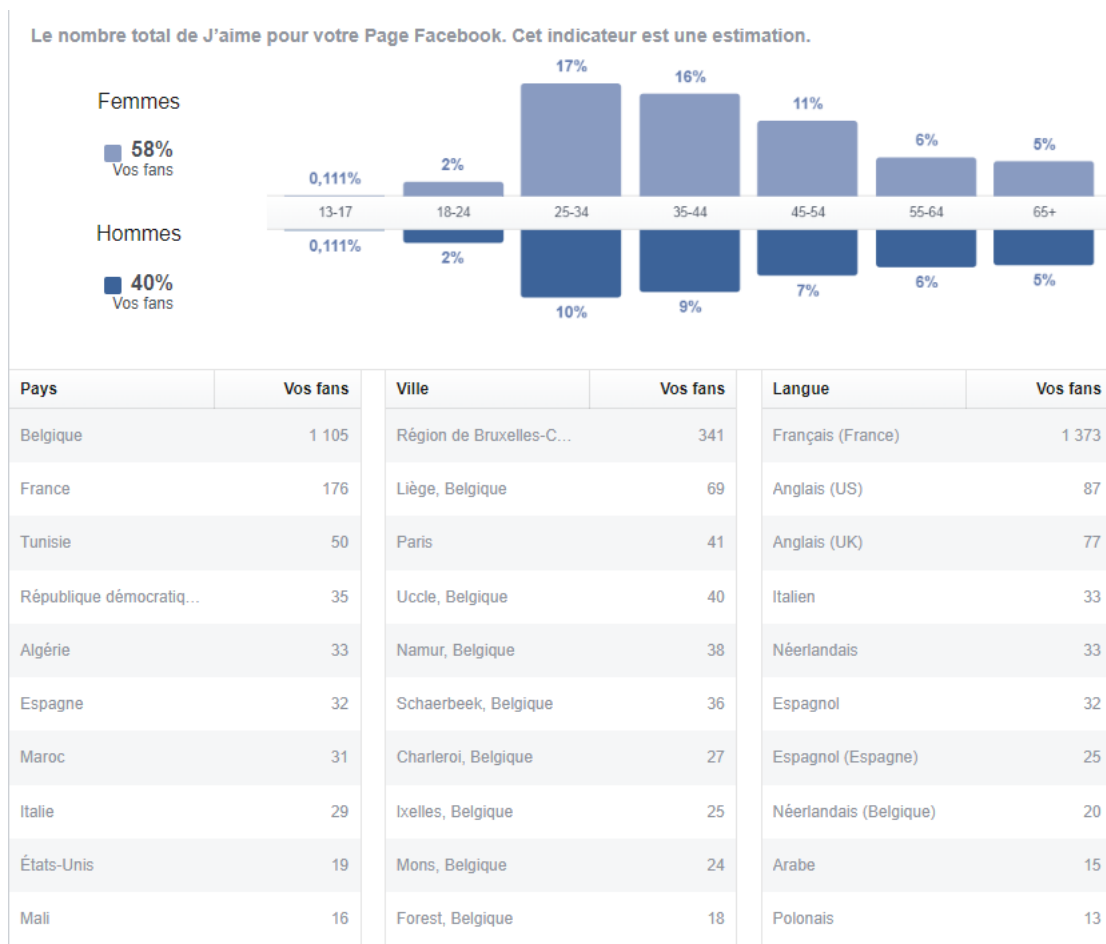 Le nombre total de J'aime pour votre Page Facebook. Cet indicateur est une estimation.
Femmes
58%
Vos fans
0,111% 2% 17% 16% 11% 6% 5%
13-17 18-24 25-34 35-44 45-54 55-64 65+
Hommes
40%
Vos fans
0,111% 2% 10% 9% 7% 6% 5%
Pays Vos fans Ville Vos fans Langue Vos fans
Belgique 1 105 Région de Bruxelles-C... 341 Français (France) 1 373
France 176 Liège, Belgique 69 Anglais (US) 87
Tunisie 50 Paris 41 Anglais (UK) 77
République démocratiq... 35 Uccle, Belgique 40 Italien 33
Algérie 33 Namur, Belgique 38 Néerlandais 33
Espagne 32 Schaerbeek, Belgique 36 Espagnol 32
Maroc 31 Charleroi, Belgique 27 Espagnol (Espagne) 25
Italie 29 Ixelles, Belgique 25 Néerlandais (Belgique) 20
États-Unis 19 Mons, Belgique 24 Arabe 15
Mali 16 Forest, Belgique 18 Polonais 13